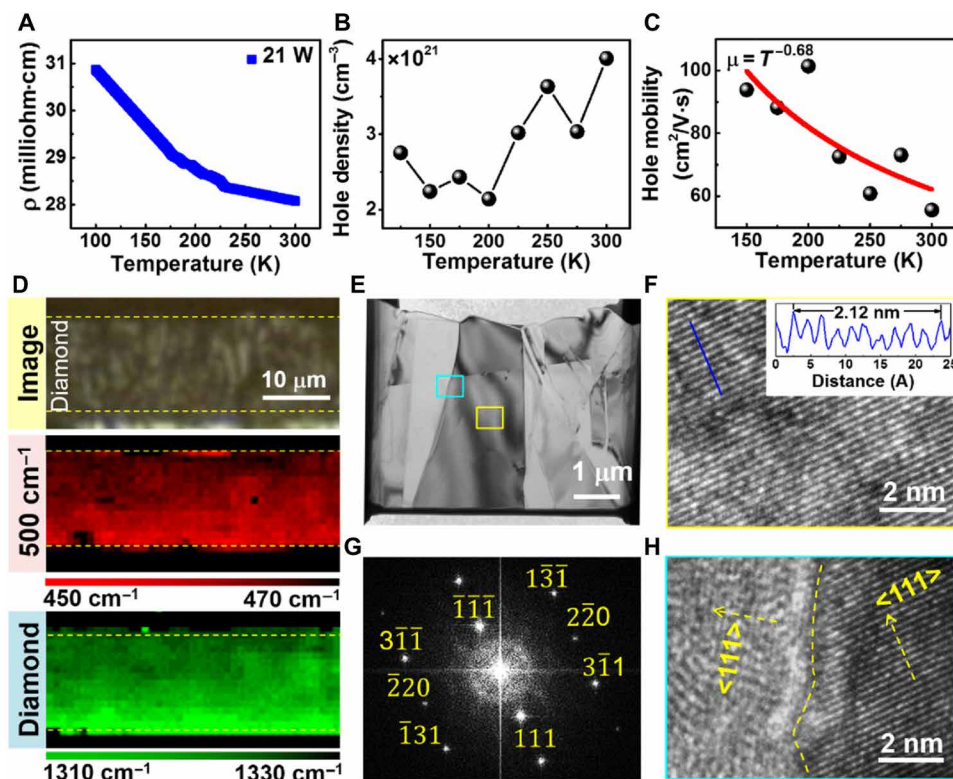 A
ρ (milliohm·cm)
31
30
29
28
21 W
100 150 200 250 300
Temperature (K)
B
Hole density (cm⁻³)
×10²¹
4
3
2
150 200 250 300
Temperature (K)
C
Hole mobility
(cm²/V·s)
μ = T⁻⁰·⁶⁸
100
80
60
150 200 250 300
Temperature (K)
D
Image
Diamond
10 μm
500 cm⁻¹
450 cm⁻¹ 470 cm⁻¹
Diamond
1310 cm⁻¹ 1330 cm⁻¹
E
1 μm
F
2.12 nm
0 5 10 15 20 25
Distance (A)
2 nm
G
13̅1̅
1̅1̅1̅
22̅0
31̅1̅
31̅1
2̅20
1̅31
111
H
<111>
<111>
2 nm